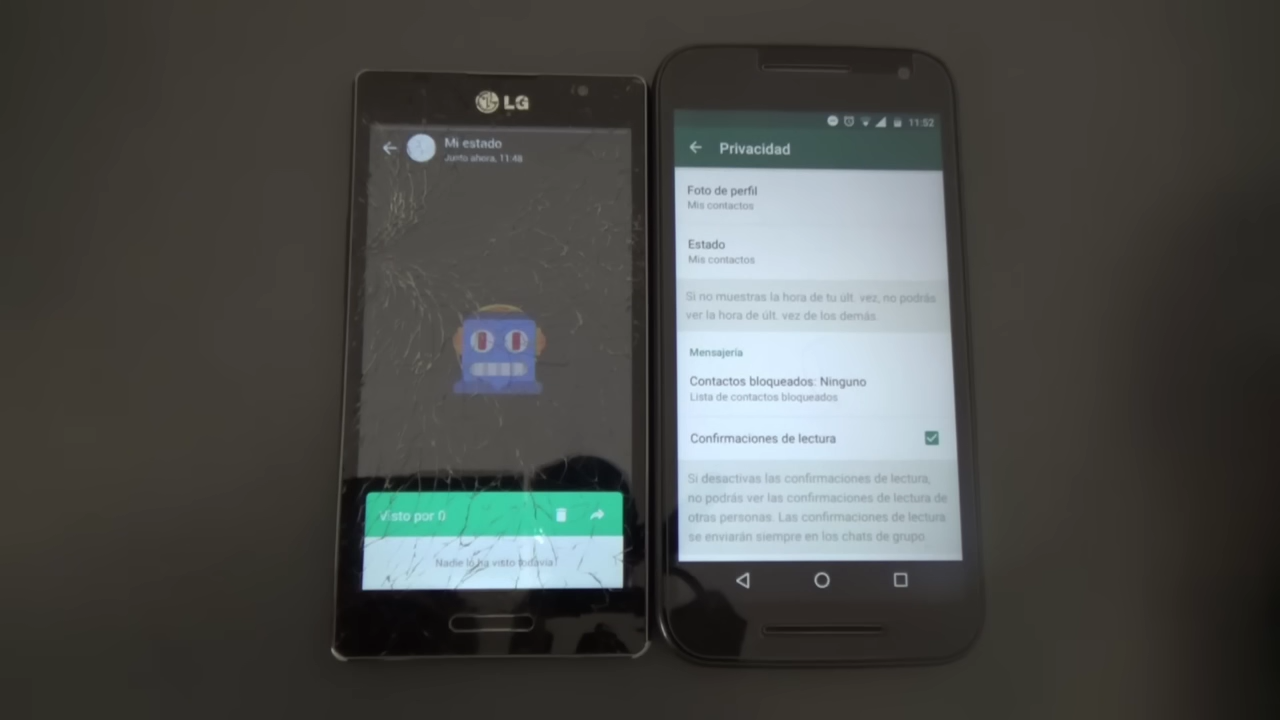 LG
Mi estado
Junto ahora, 11:48
Visto por 0
Nadie lo ha visto todavía
11:52
Privacidad
Foto de perfil
Mis contactos
Estado
Mis contactos
Si no muestras la hora de tu últ. vez, no podrás
ver la hora de últ. vez de los demás.
Mensajería
Contactos bloqueados: Ninguno
Lista de contactos bloqueados
Confirmaciones de lectura
Si desactivas las confirmaciones de lectura,
no podrás ver las confirmaciones de lectura de
otras personas. Las confirmaciones de lectura
se enviarán siempre en los chats de grupo.